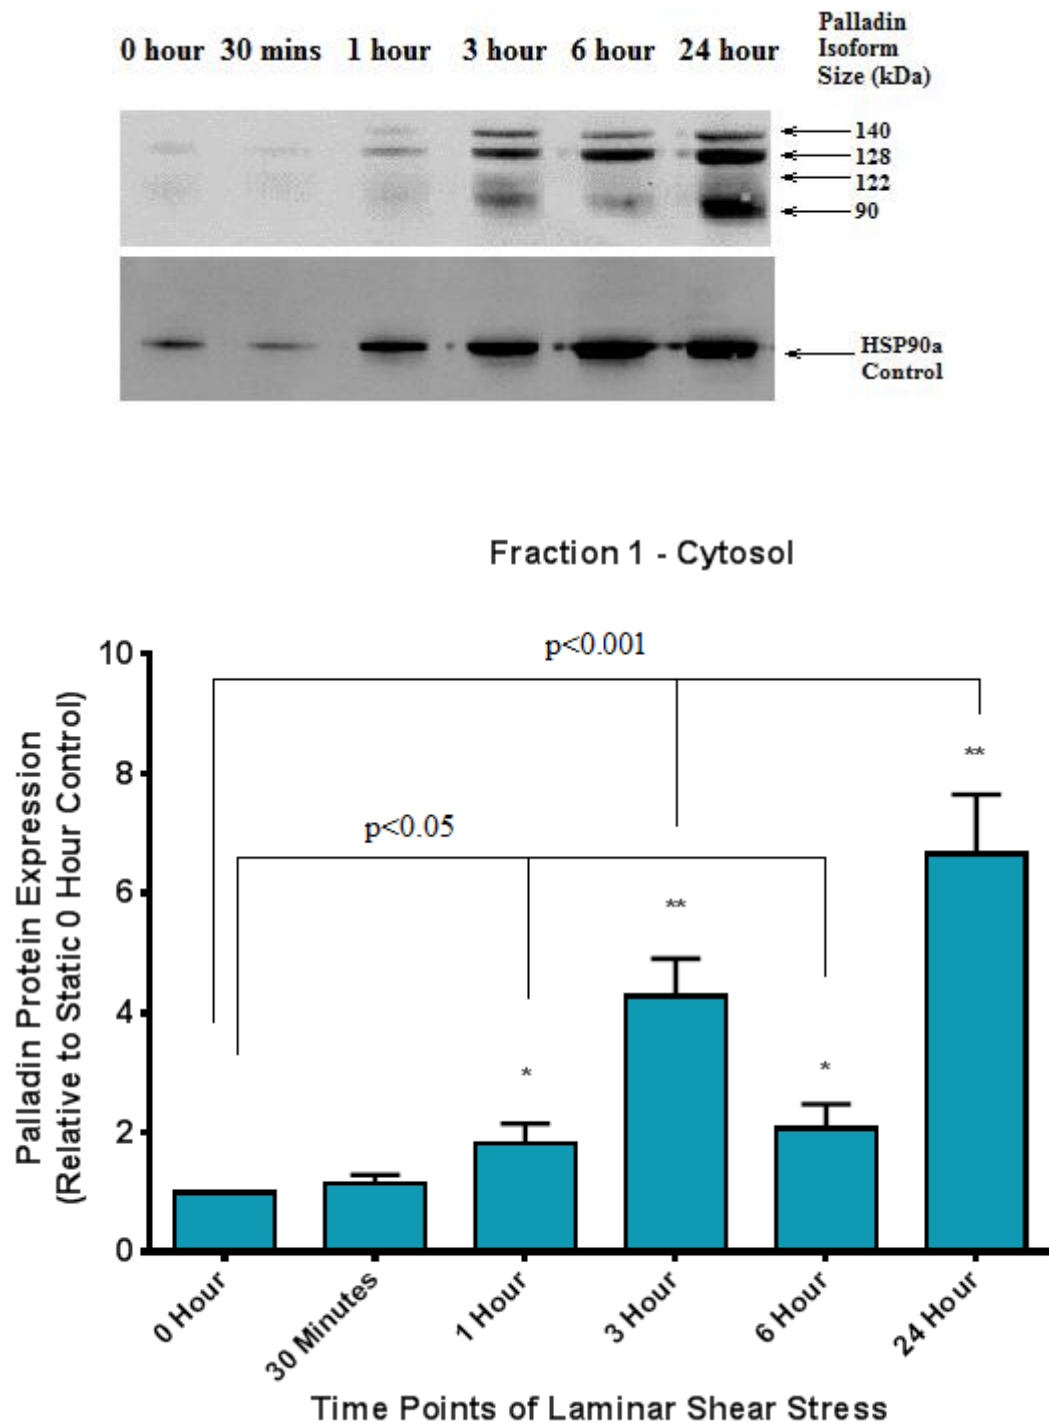 Palladin
Isoform
Size (kDa)
0 hour 30 mins 1 hour 3 hour 6 hour 24 hour
140
128
122
90
HSP90a
Control
Fraction 1 - Cytosol
p<0.001
p<0.05
**
**
*
*
10
8
6
4
2
0
Palladin Protein Expression
(Relative to Static 0 Hour Control)
0 Hour
30 Minutes
1 Hour
3 Hour
6 Hour
24 Hour
Time Points of Laminar Shear Stress